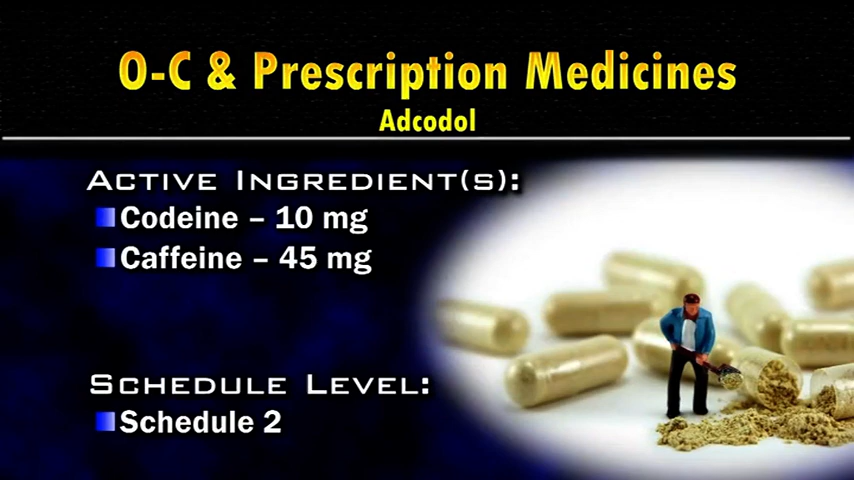 O-C & Prescription Medicines
Adcodol
Active Ingredient(s):
Codeine – 10 mg
Caffeine – 45 mg
Schedule Level:
Schedule 2